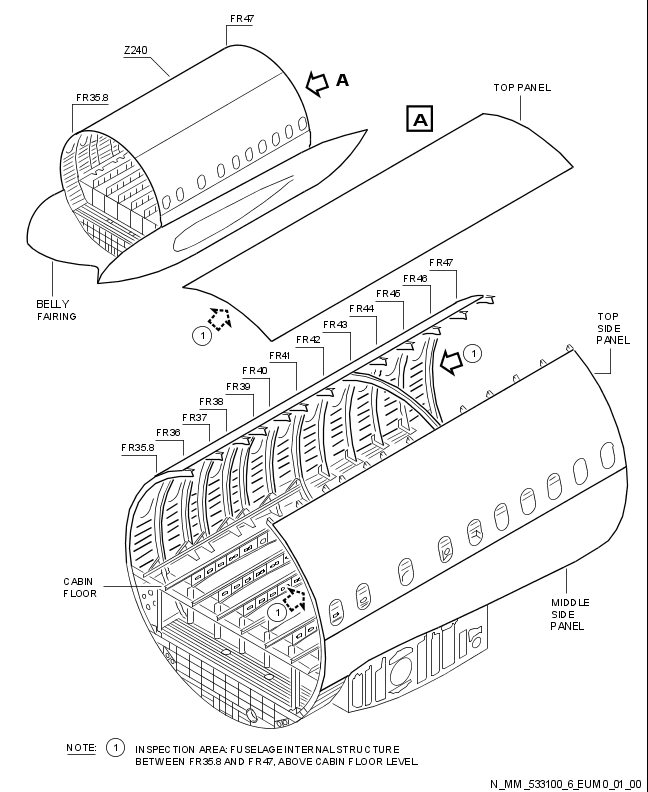 FR47
Z240
A
FR35.8
TOP PANEL
A
BELLY
FAIRING
1
FR47
FR46
FR45
FR44
FR43
FR42
FR41
FR40
FR39
FR38
FR37
FR36
FR35.8
TOP
SIDE
PANEL
1
CABIN
FLOOR
1
MIDDLE
SIDE
PANEL
NOTE: 1 INSPECTION AREA: FUSELAGE INTERNAL STRUCTURE
BETWEEN FR35.8 AND FR47, ABOVE CABIN FLOOR LEVEL
N_MM_533100_6_EUM0_01_00